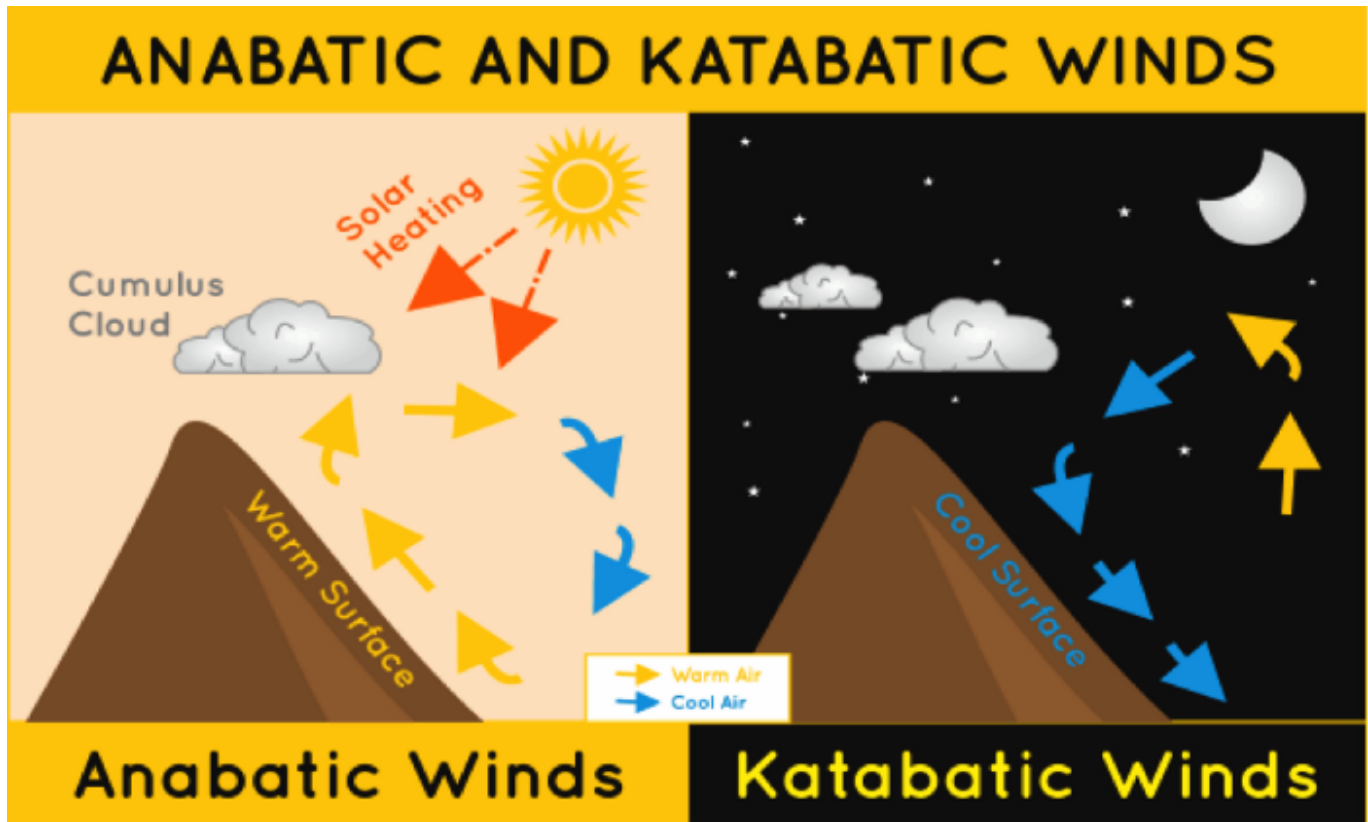 ANABATIC AND KATABATIC WINDS
Solar
Heating
Cumulus
Cloud
Warm Surface
Cool Surface
Warm Air
Cool Air
Anabatic Winds
Katabatic Winds